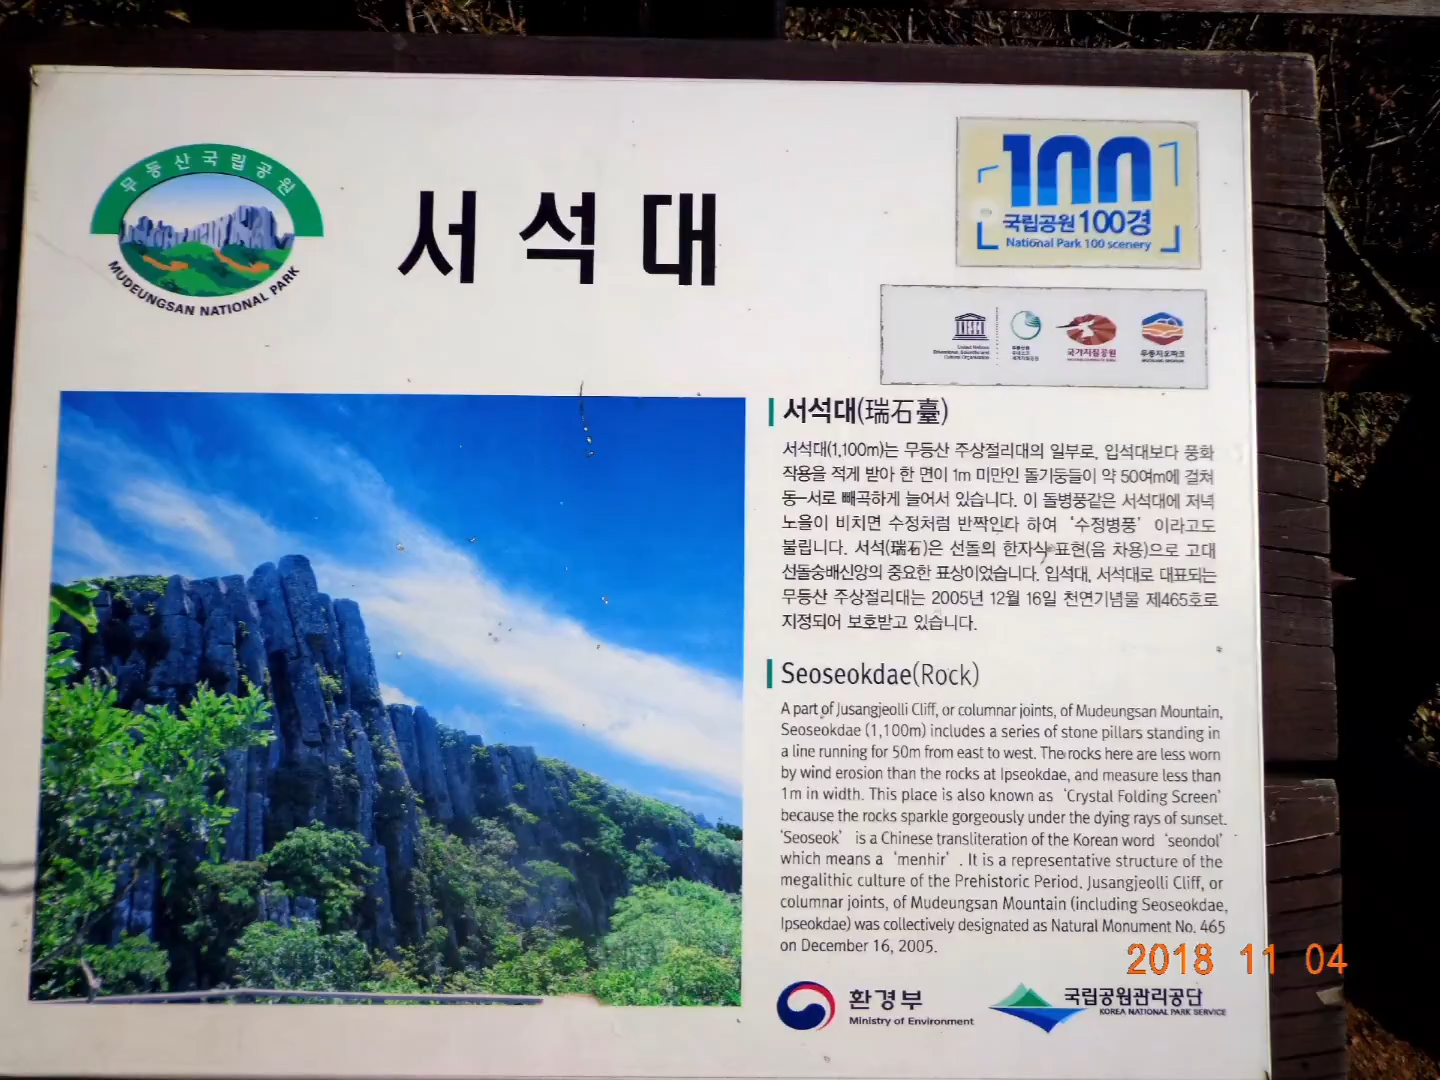 무등산국립공원
MUDEUNGSAN NATIONAL PARK
서석대
100
국립공원 100경
National Park 100 scenery
UNESCO
United Nations
Educational, Scientific and
Cultural Organization
국가지질공원
무등지오파크
서석대(瑞石臺)
서석대(1,100m)는 무등산 주상절리대의 일부로, 입석대보다 풍화
작용을 적게 받아 한 면이 1m 미만인 돌기둥들이 약 50여m에 걸쳐
동-서로 빼곡하게 늘어서 있습니다. 이 돌병풍같은 서석대에 저녁
노을이 비치면 수정처럼 반짝인다 하여 ‘수정병풍’ 이라고도
불립니다. 서석(瑞石)은 선돌의 한자식 표현(음 차용)으로 고대
선돌숭배신앙의 중요한 표상이었습니다. 입석대, 서석대로 대표되는
무등산 주상절리대는 2005년 12월 16일 천연기념물 제465호로
지정되어 보호받고 있습니다.
Seoseokdae(Rock)
A part of Jusangjeolli Cliff, or columnar joints, of Mudeungsan Mountain,
Seoseokdae (1,100m) includes a series of stone pillars standing in
a line running for 50m from east to west. The rocks here are less worn
by wind erosion than the rocks at Ipseokdae, and measure less than
1m in width. This place is also known as ‘Crystal Folding Screen’
because the rocks sparkle gorgeously under the dying rays of sunset.
‘Seoseok’ is a Chinese transliteration of the Korean word ‘seondol’
which means a ‘menhir’. It is a representative structure of the
megalithic culture of the Prehistoric Period. Jusangjeolli Cliff, or
columnar joints, of Mudeungsan Mountain (including Seoseokdae,
Ipseokdae) was collectively designated as Natural Monument No. 465
on December 16, 2005.
2018 11 04
환경부
Ministry of Environment
국립공원관리공단
KOREA NATIONAL PARK SERVICE